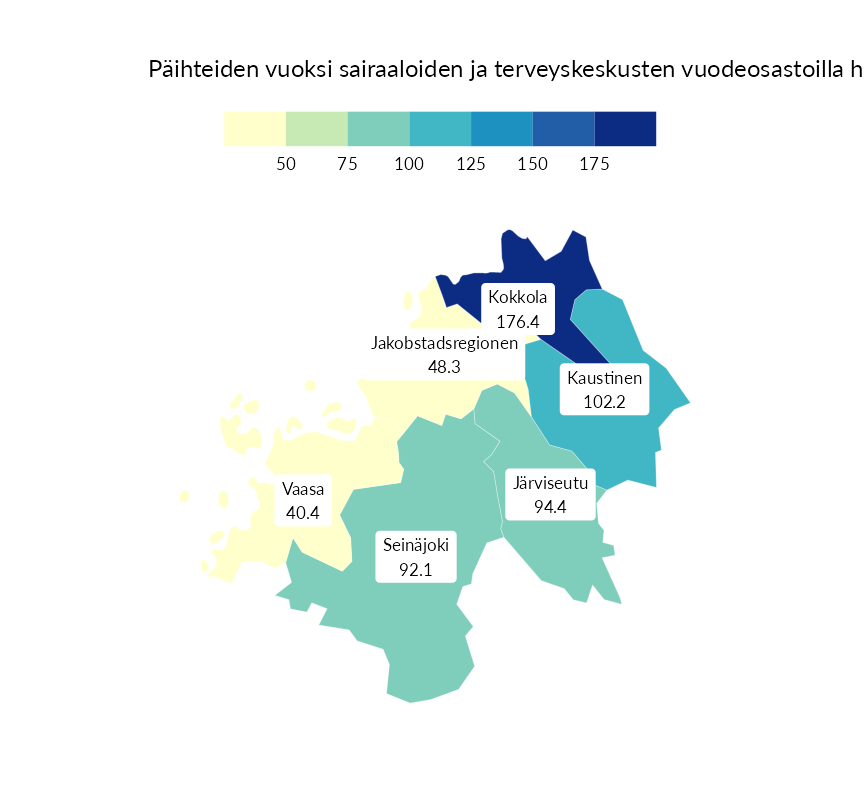 Päihteiden vuoksi sairaaloiden ja terveyskeskusten vuodeosastoilla h
50 75 100 125 150 175
Kokkola
176.4
Jakobstadsregionen
48.3
Kaustinen
102.2
Järviseutu
94.4
Vaasa
40.4
Seinäjoki
92.1